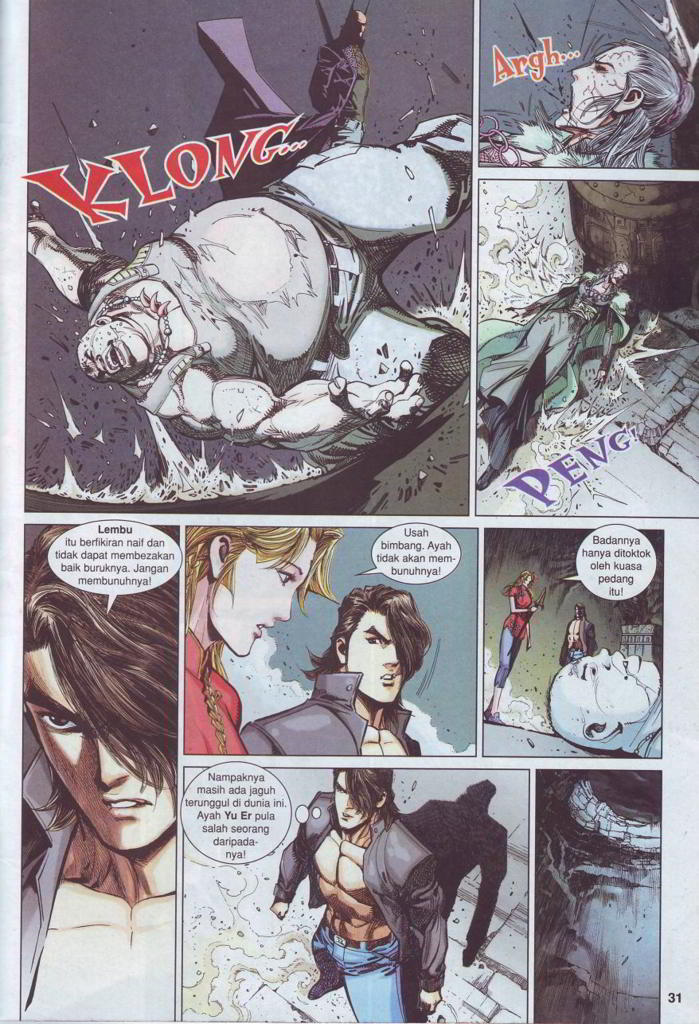 KLONG...
Argh...
PENG!
Lembu
itu berfikiran naif dan
tidak dapat membezakan
baik buruknya. Jangan
membunuhnya!
Usah
bimbang. Ayah
tidak akan mem-
bunuhnya!
Badannya
hanya ditoktok
oleh kuasa
pedang
itu!
Nampaknya
masih ada jaguh
terunggul di dunia ini.
Ayah Yu Er pula
salah seorang
daripada-
nya!
31